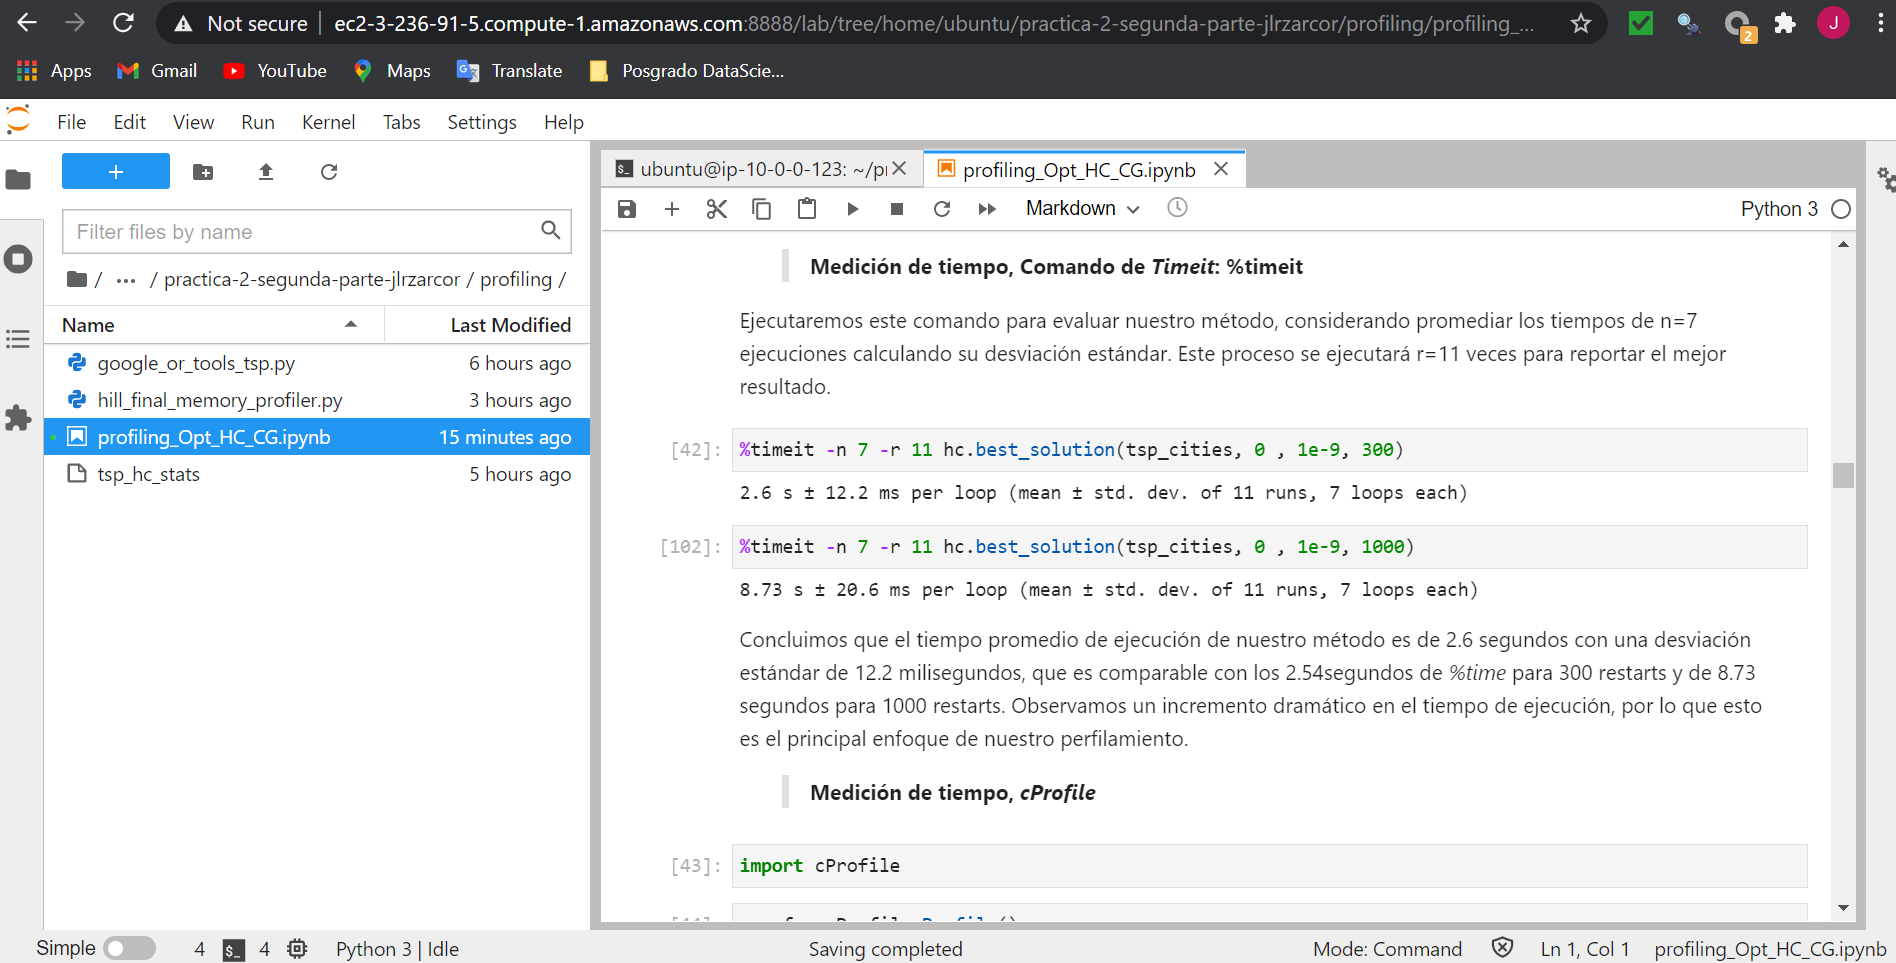 Not secure | ec2-3-236-91-5.compute-1.amazonaws.com:8888/lab/tree/home/ubuntu/practica-2-segunda-parte-jlrzarcor/profiling/profiling_...
2
J
Apps Gmail YouTube Maps Translate Posgrado DataScie...
File Edit View Run Kernel Tabs Settings Help
Filter files by name
/ ... / practica-2-segunda-parte-jlrzarcor / profiling /
Name Last Modified
google_or_tools_tsp.py 6 hours ago
hill_final_memory_profiler.py 3 hours ago
profiling_Opt_HC_CG.ipynb 15 minutes ago
tsp_hc_stats 5 hours ago
ubuntu@ip-10-0-0-123: ~/pr
profiling_Opt_HC_CG.ipynb
Markdown
Python 3
Medición de tiempo, Comando de Timeit: %timeit
Ejecutaremos este comando para evaluar nuestro método, considerando promediar los tiempos de n=7
ejecuciones calculando su desviación estándar. Este proceso se ejecutará r=11 veces para reportar el mejor
resultado.
[42]: %timeit -n 7 -r 11 hc.best_solution(tsp_cities, 0 , 1e-9, 300)
2.6 s ± 12.2 ms per loop (mean ± std. dev. of 11 runs, 7 loops each)
[102]: %timeit -n 7 -r 11 hc.best_solution(tsp_cities, 0 , 1e-9, 1000)
8.73 s ± 20.6 ms per loop (mean ± std. dev. of 11 runs, 7 loops each)
Concluimos que el tiempo promedio de ejecución de nuestro método es de 2.6 segundos con una desviación
estándar de 12.2 milisegundos, que es comparable con los 2.54segundos de %time para 300 restarts y de 8.73
segundos para 1000 restarts. Observamos un incremento dramático en el tiempo de ejecución, por lo que esto
es el principal enfoque de nuestro perfilamiento.
Medición de tiempo, cProfile
[43]: import cProfile
Simple 4 4 Python 3 | Idle Saving completed Mode: Command Ln 1, Col 1 profiling_Opt_HC_CG.ipynb